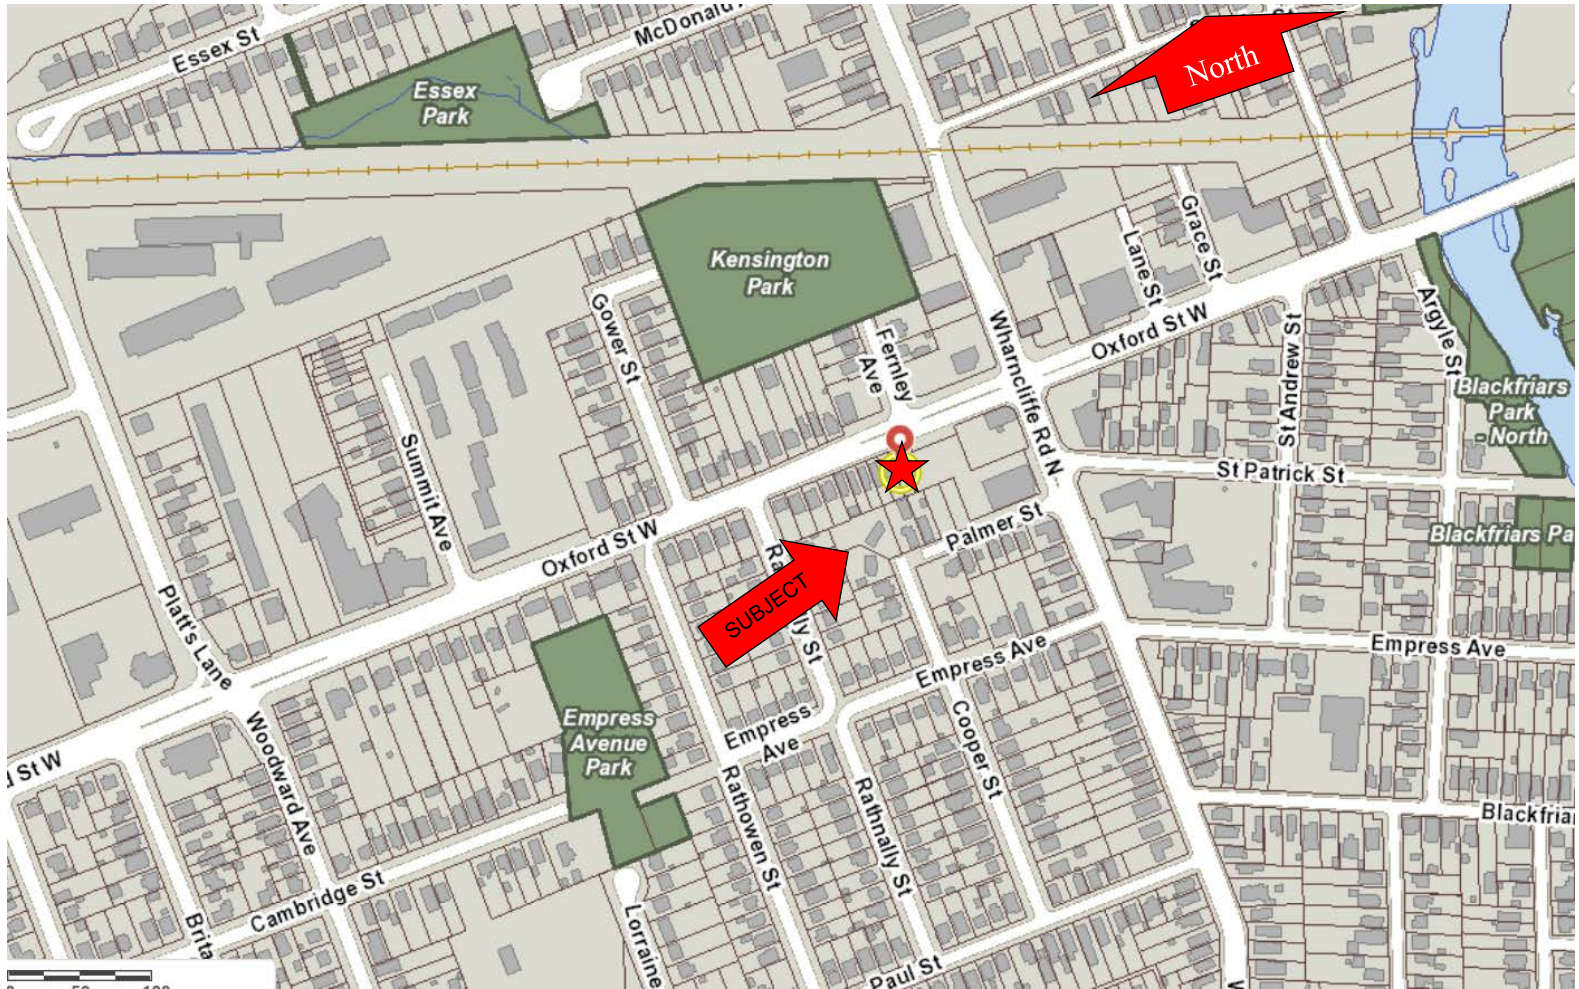 Essex St
McDonald
North
Essex
Park
Kensington
Park
Grace St
Lane St
Gower St
Fernley
Ave
Wharncliffe Rd N
Oxford St W
Argyle St
St Andrew St
Blackfriars
Park
- North
St Patrick St
Summit Ave
Palmer St
Oxford St W
Blackfriars Pa
SUBJECT
Platt's Lane
Empress Ave
Empress Ave
Empress
Avenue
Park
Empress
Ave
Cooper St
Woodward Ave
St W
Rathowen St
Rathnally St
Cambridge St
Lorraine
Paul St
50
100